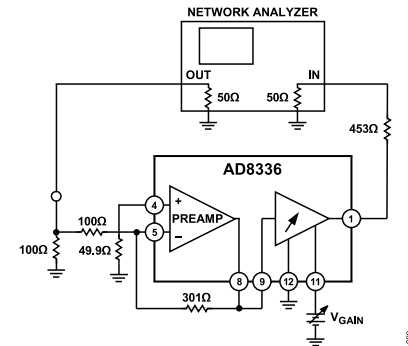 NETWORK ANALYZER
OUT
IN
50Ω
50Ω
453Ω
AD8336
100Ω
4
+
PREAMP
5
−
1
100Ω
49.9Ω
8
9
12
11
301Ω
VGAIN